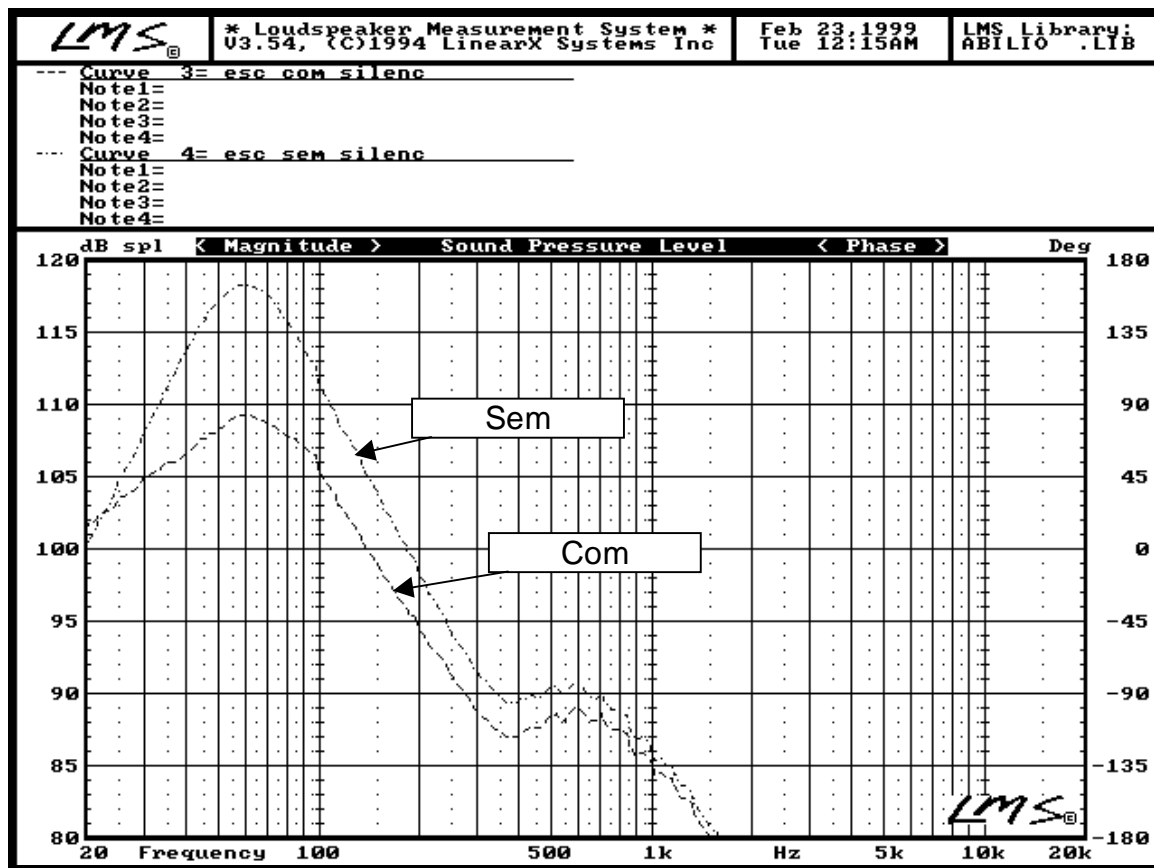 LMS©
* Loudspeaker Measurement System *
V3.54, (C)1994 LinearX Systems Inc
Feb 23,1999
Tue 12:15AM
LMS Library:
ABILIO .LIB
--- Curve 3= esc com silenc
Note1=
Note2=
Note3=
Note4=
-·-· Curve 4= esc sem silenc
Note1=
Note2=
Note3=
Note4=
dB spl < Magnitude > Sound Pressure Level < Phase > Deg
120 180
115 135
110 90
Sem
105 45
100 0
Com
95 -45
90 -90
85 -135
LMS©
80 -180
20 Frequency 100 500 1k Hz 5k 10k 20k